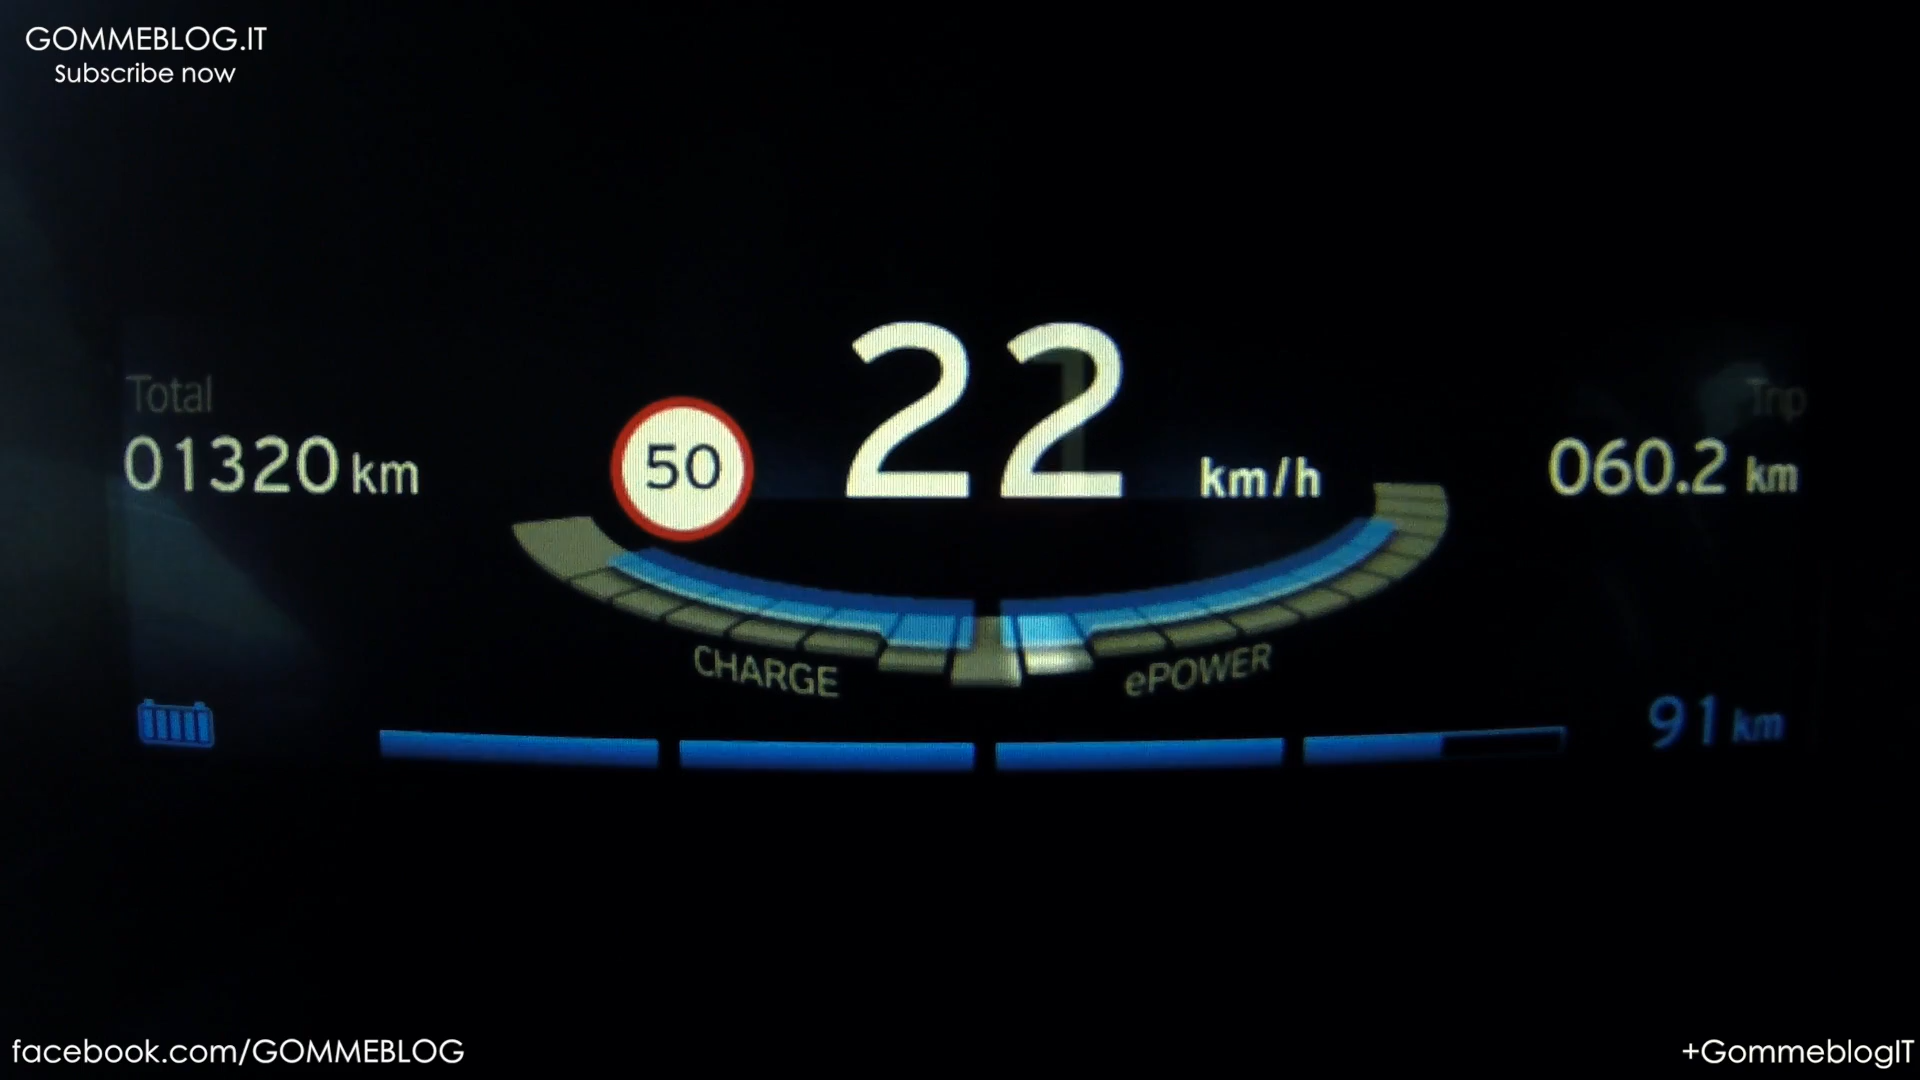 GOMMEBLOG.IT
Subscribe now
22 km/h
50
Total
01320 km
Trip
060.2 km
CHARGE
ePOWER
91 km
facebook.com/GOMMEBLOG
+GommeblogIT